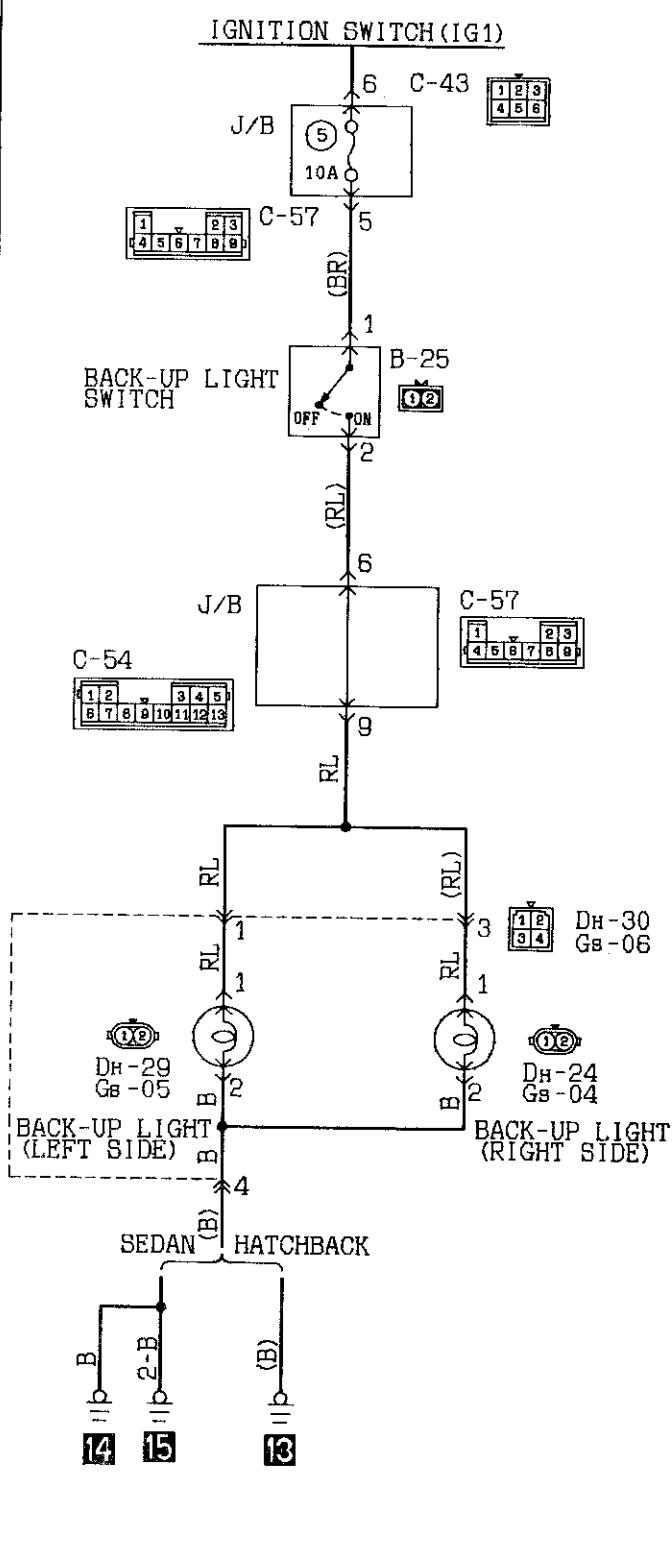 IGNITION SWITCH(IG1)
6
C-43
1 2 3
4 5 6
J/B
5
10A
C-57
1 2 3
4 5 6 7 8 9
5
(BR)
1
BACK-UP LIGHT
SWITCH
B-25
1 2
OFF ON
2
(RL)
6
J/B
C-57
1 2 3
4 5 6 7 8 9
C-54
1 2 3 4 5
6 7 8 9 10 11 12 13
9
RL
RL
(RL)
1
3
1 2
3 4
DH-30
GB-06
RL
RL
1
1
1 2
DH-29
GB-05
1 2
DH-24
GB-04
2
2
B
B
BACK-UP LIGHT
(LEFT SIDE)
BACK-UP LIGHT
(RIGHT SIDE)
B
4
(B)
SEDAN
HATCHBACK
B
2-B
(B)
14
15
13